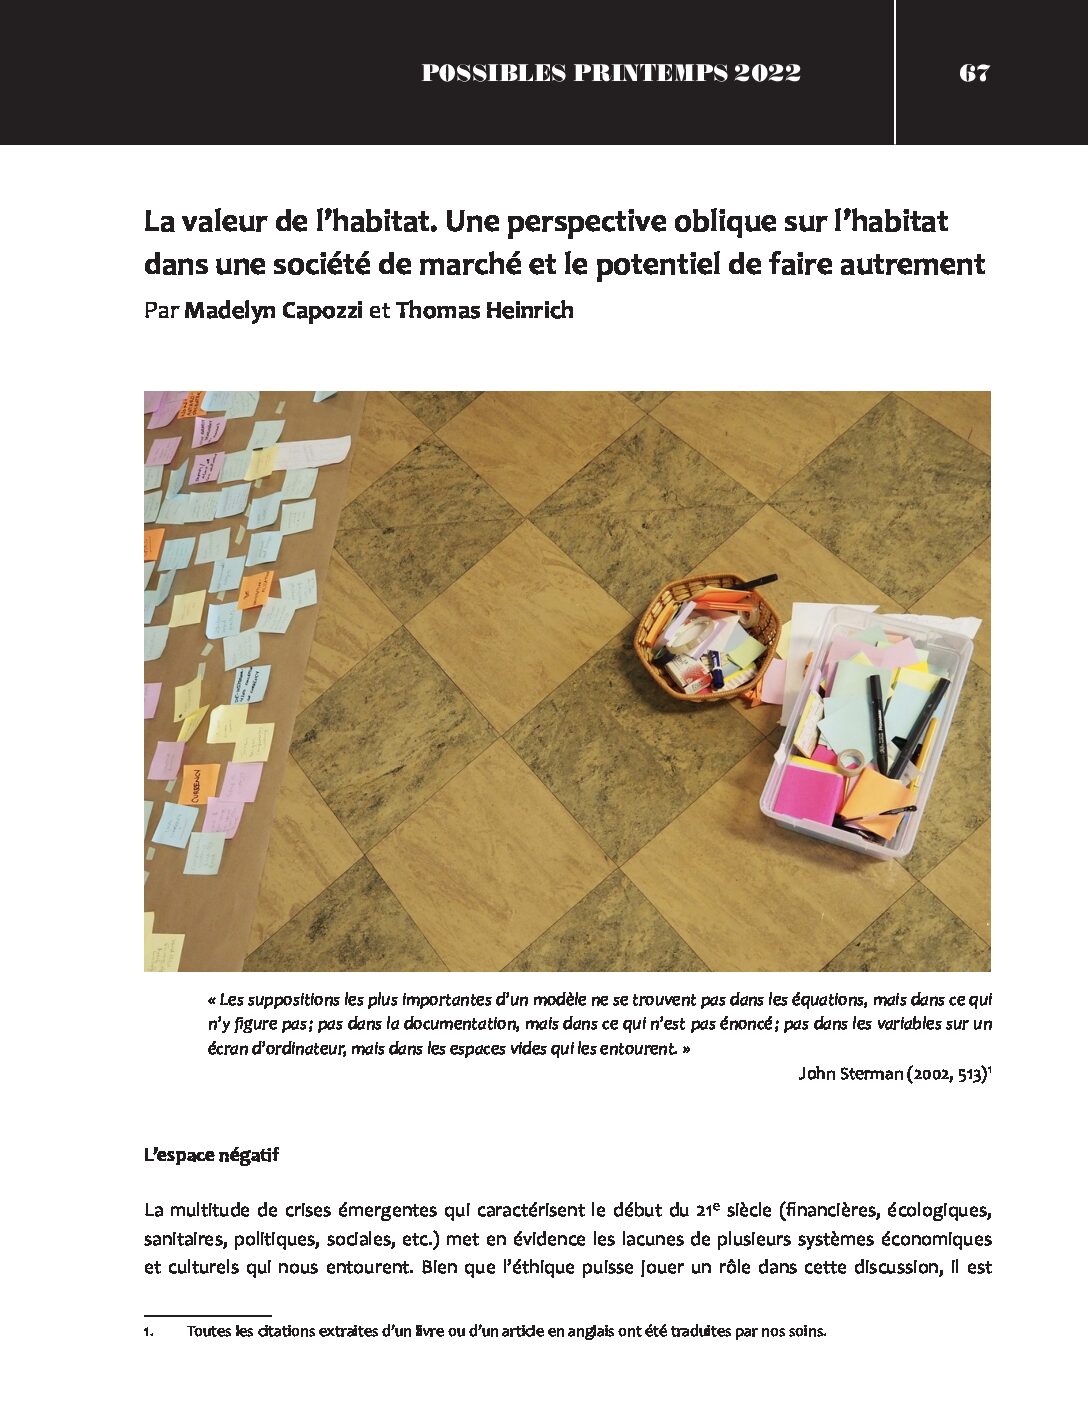 POSSIBLES PRINTEMPS 2022
67
La valeur de l’habitat. Une perspective oblique sur l’habitat
dans une société de marché et le potentiel de faire autrement
Par Madelyn Capozzi et Thomas Heinrich
CURRENCY
« Les suppositions les plus importantes d’un modèle ne se trouvent pas dans les équations, mais dans ce qui
n’y figure pas ; pas dans la documentation, mais dans ce qui n’est pas énoncé ; pas dans les variables sur un
écran d’ordinateur, mais dans les espaces vides qui les entourent. »
John Sterman (2002, 513)¹
L’espace négatif
La multitude de crises émergentes qui caractérisent le début du 21ᵉ siècle (financières, écologiques,
sanitaires, politiques, sociales, etc.) met en évidence les lacunes de plusieurs systèmes économiques
et culturels qui nous entourent. Bien que l’éthique puisse jouer un rôle dans cette discussion, il est
1. Toutes les citations extraites d’un livre ou d’un article en anglais ont été traduites par nos soins.